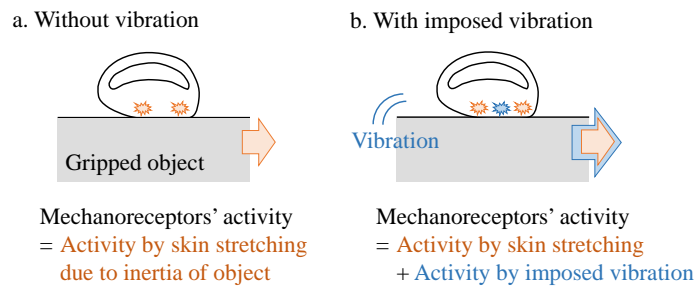 a. Without vibration
Gripped object
Mechanoreceptors' activity
= Activity by skin stretching
due to inertia of object
b. With imposed vibration
Vibration
Mechanoreceptors' activity
= Activity by skin stretching
+ Activity by imposed vibration